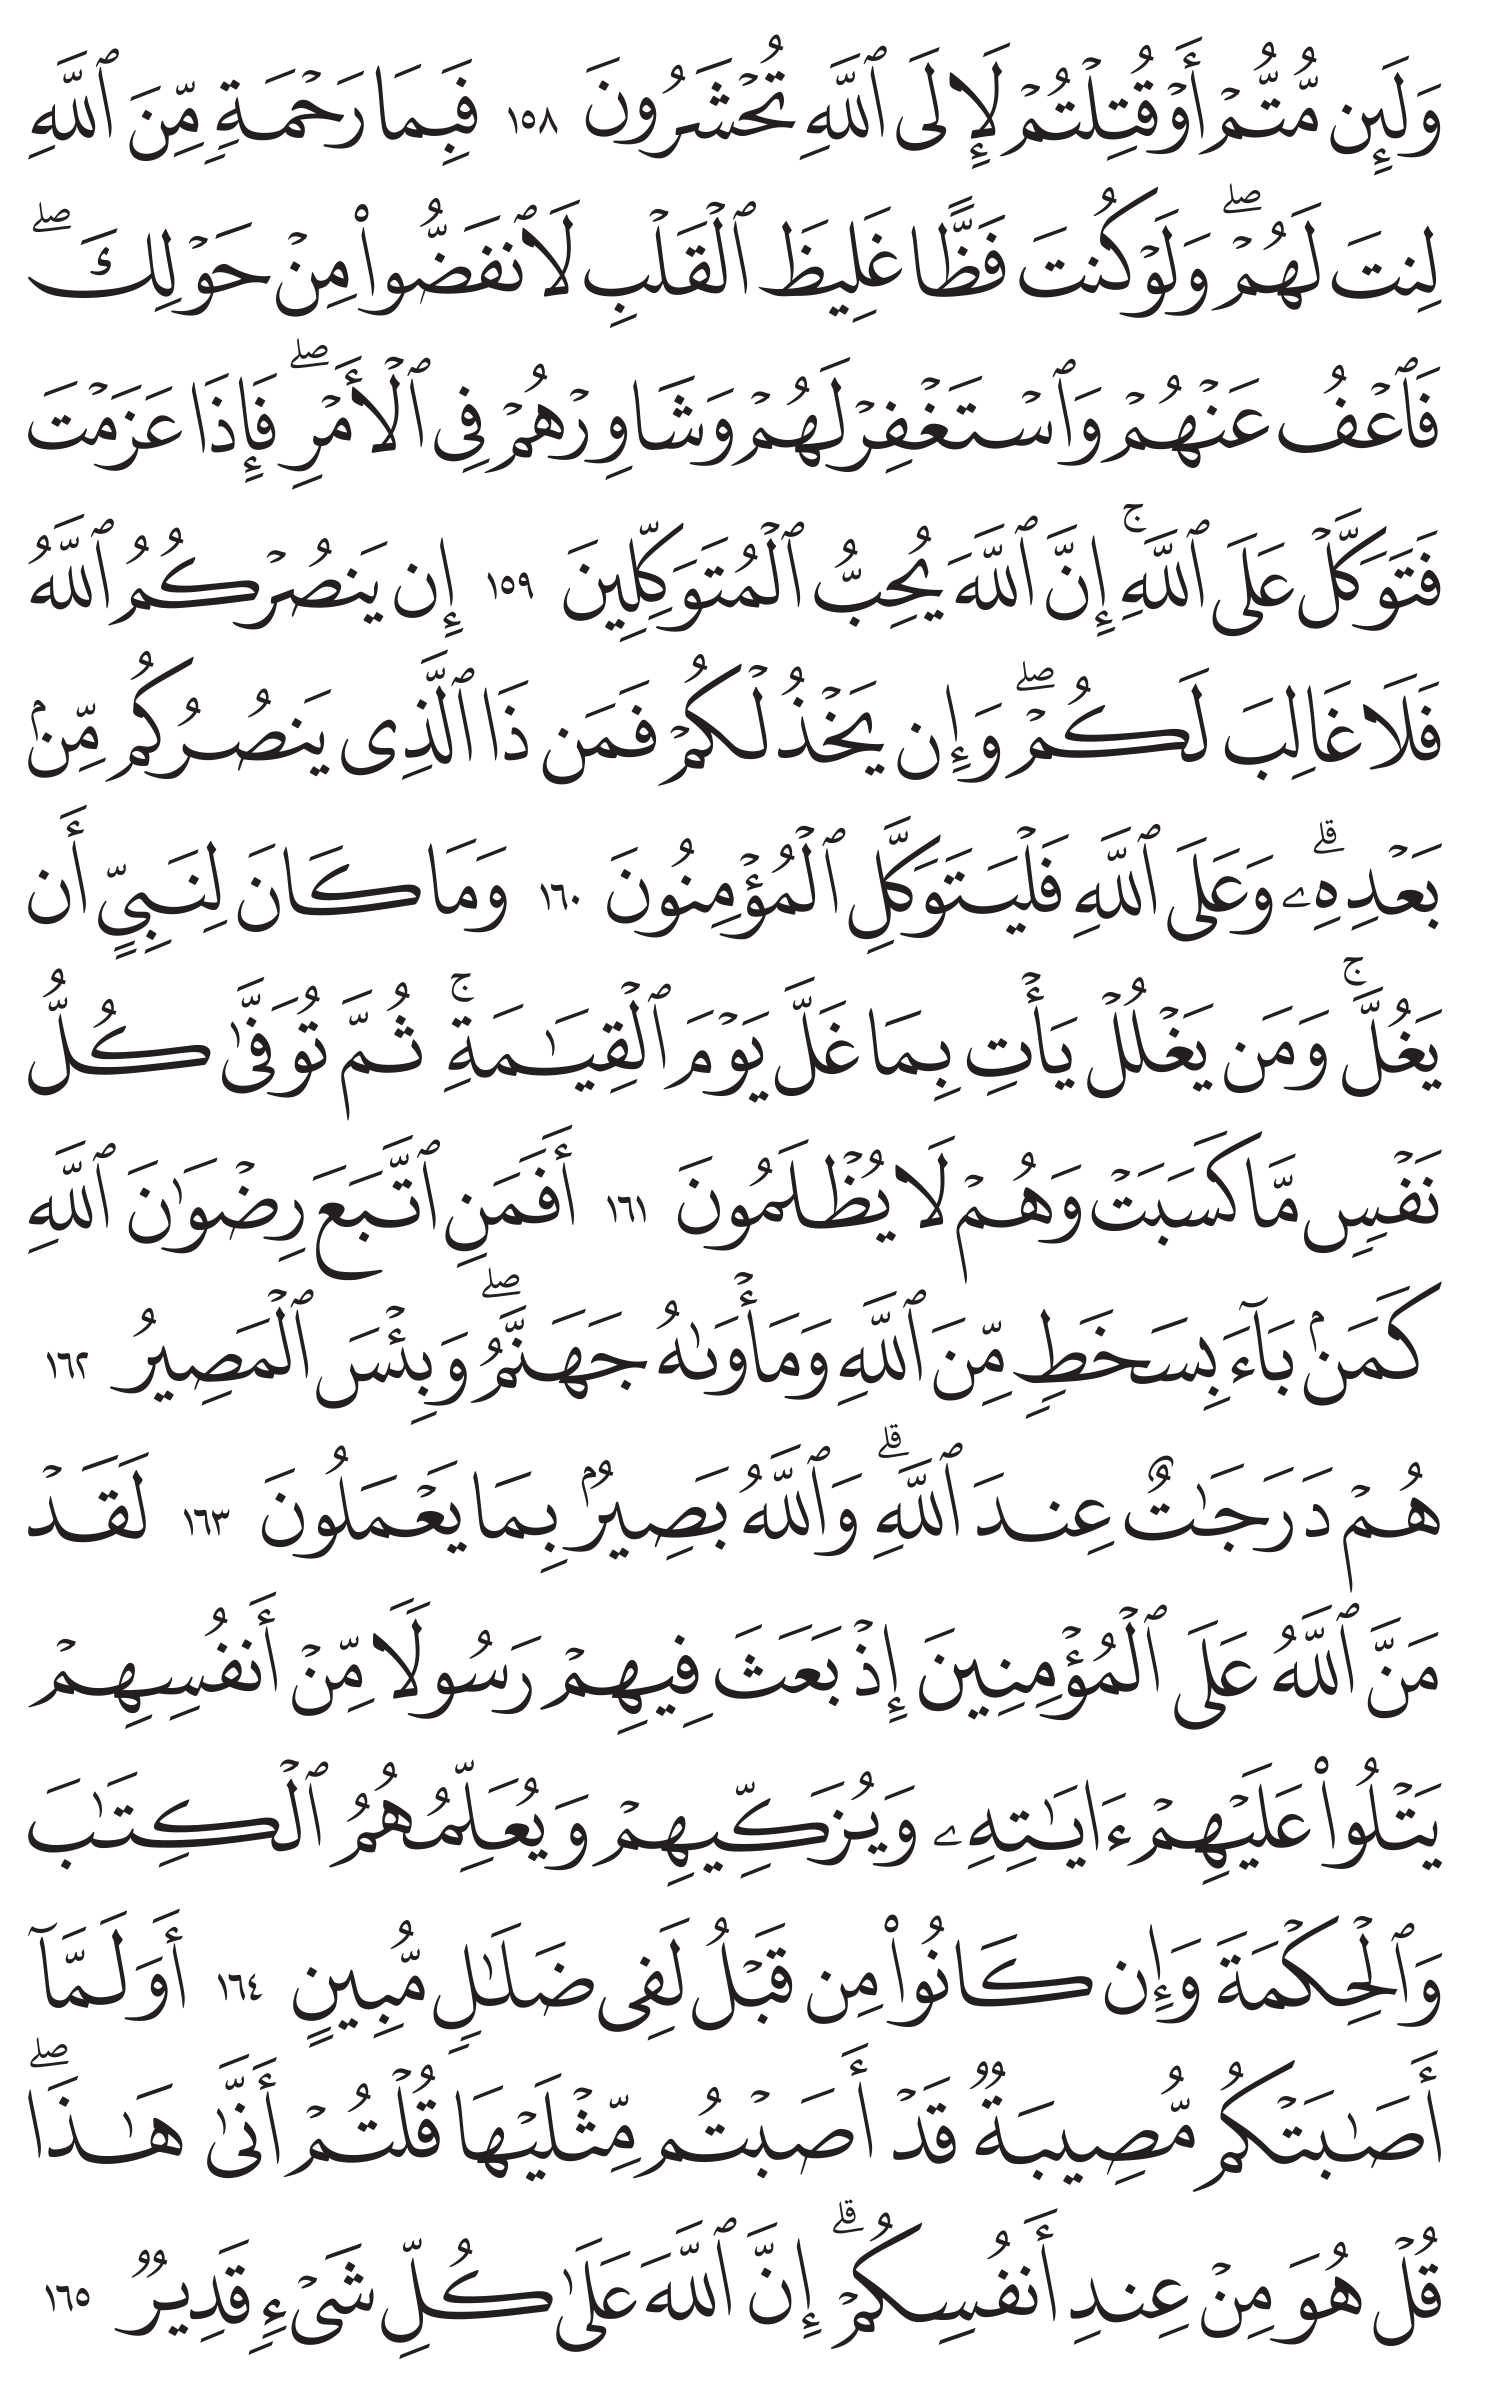 وَلَئِن مُّتُّمۡ أَوۡ قُتِلۡتُمۡ لَإِلَى ٱللَّهِ تُحۡشَرُونَ ١٥٨ فَبِمَا رَحۡمَةٖ مِّنَ ٱللَّهِ
لِنتَ لَهُمۡۖ وَلَوۡ كُنتَ فَظًّا غَلِيظَ ٱلۡقَلۡبِ لَٱنفَضُّواْ مِنۡ حَوۡلِكَۖ
فَٱعۡفُ عَنۡهُمۡ وَٱسۡتَغۡفِرۡ لَهُمۡ وَشَاوِرۡهُمۡ فِي ٱلۡأَمۡرِۖ فَإِذَا عَزَمۡتَ
فَتَوَكَّلۡ عَلَى ٱللَّهِۚ إِنَّ ٱللَّهَ يُحِبُّ ٱلۡمُتَوَكِّلِينَ ١٥٩ إِن يَنصُرۡكُمُ ٱللَّهُ
فَلَا غَالِبَ لَكُمۡۖ وَإِن يَخۡذُلۡكُمۡ فَمَن ذَا ٱلَّذِي يَنصُرُكُم مِّنۢ
بَعۡدِهِۦۗ وَعَلَى ٱللَّهِ فَلۡيَتَوَكَّلِ ٱلۡمُؤۡمِنُونَ ١٦٠ وَمَا كَانَ لِنَبِيٍّ أَن
يَغُلَّۚ وَمَن يَغۡلُلۡ يَأۡتِ بِمَا غَلَّ يَوۡمَ ٱلۡقِيَٰمَةِۚ ثُمَّ تُوَفَّىٰ كُلُّ
نَفۡسٖ مَّا كَسَبَتۡ وَهُمۡ لَا يُظۡلَمُونَ ١٦١ أَفَمَنِ ٱتَّبَعَ رِضۡوَٰنَ ٱللَّهِ
كَمَنۢ بَآءَ بِسَخَطٖ مِّنَ ٱللَّهِ وَمَأۡوَىٰهُ جَهَنَّمُۖ وَبِئۡسَ ٱلۡمَصِيرُ ١٦٢
هُمۡ دَرَجَٰتٌ عِندَ ٱللَّهِۗ وَٱللَّهُ بَصِيرُۢ بِمَا يَعۡمَلُونَ ١٦٣ لَقَدۡ
مَنَّ ٱللَّهُ عَلَى ٱلۡمُؤۡمِنِينَ إِذۡ بَعَثَ فِيهِمۡ رَسُولٗا مِّنۡ أَنفُسِهِمۡ
يَتۡلُواْ عَلَيۡهِمۡ ءَايَٰتِهِۦ وَيُزَكِّيهِمۡ وَيُعَلِّمُهُمُ ٱلۡكِتَٰبَ
وَٱلۡحِكۡمَةَ وَإِن كَانُواْ مِن قَبۡلُ لَفِي ضَلَٰلٖ مُّبِينٍ ١٦٤ أَوَلَمَّآ
أَصَٰبَتۡكُم مُّصِيبَةٞ قَدۡ أَصَبۡتُم مِّثۡلَيۡهَا قُلۡتُمۡ أَنَّىٰ هَٰذَاۖ
قُلۡ هُوَ مِنۡ عِندِ أَنفُسِكُمۡۗ إِنَّ ٱللَّهَ عَلَىٰ كُلِّ شَيۡءٖ قَدِيرٞ ١٦٥